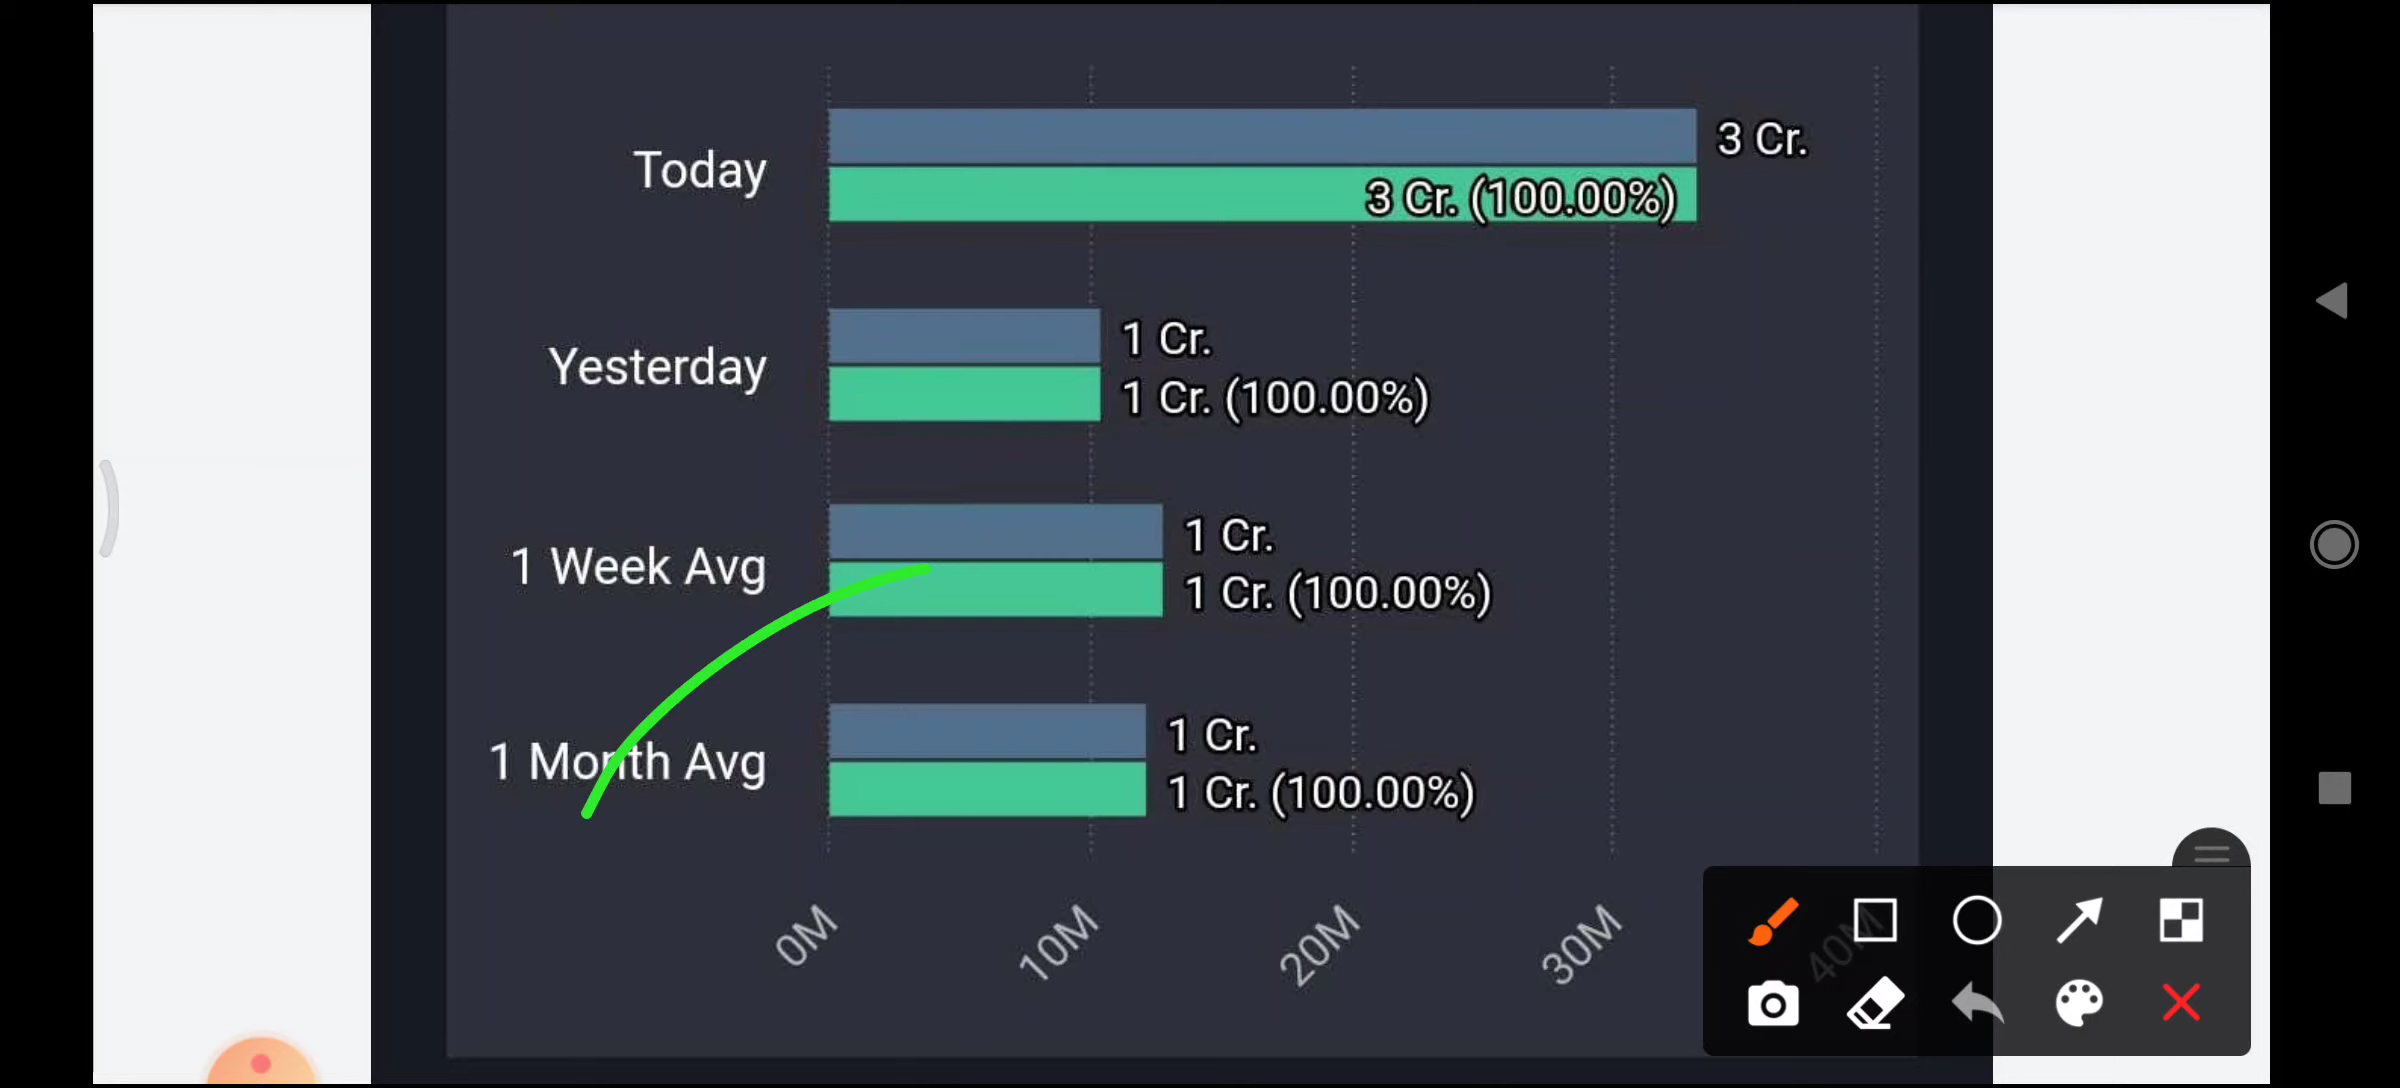 Today
3 Cr.
3 Cr. (100.00%)
Yesterday
1 Cr.
1 Cr. (100.00%)
1 Week Avg
1 Cr.
1 Cr. (100.00%)
1 Month Avg
1 Cr.
1 Cr. (100.00%)
0M 10M 20M 30M 40M